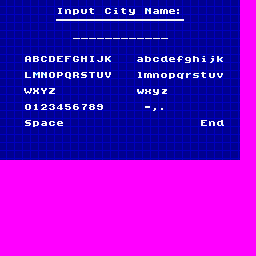 Input City Name:
____________
ABCDEFGHIJK abcdefghijk
LMNOPQRSTUV lmnopqrstuv
WXYZ wxyz
0123456789 -,.
Space End